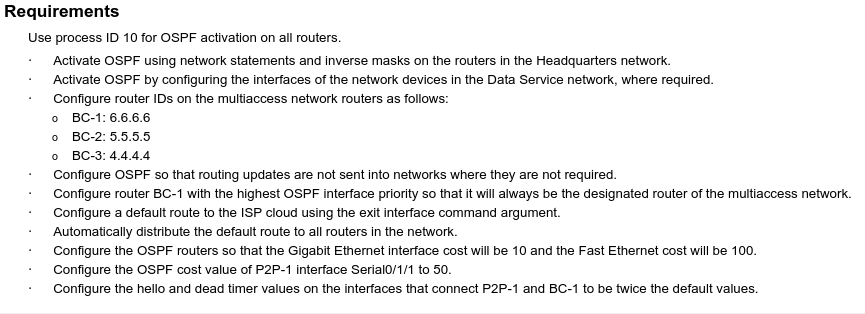 Requirements
Use process ID 10 for OSPF activation on all routers.
· Activate OSPF using network statements and inverse masks on the routers in the Headquarters network.
· Activate OSPF by configuring the interfaces of the network devices in the Data Service network, where required.
· Configure router IDs on the multiaccess network routers as follows:
o BC-1: 6.6.6.6
o BC-2: 5.5.5.5
o BC-3: 4.4.4.4
· Configure OSPF so that routing updates are not sent into networks where they are not required.
· Configure router BC-1 with the highest OSPF interface priority so that it will always be the designated router of the multiaccess network.
· Configure a default route to the ISP cloud using the exit interface command argument.
· Automatically distribute the default route to all routers in the network.
· Configure the OSPF routers so that the Gigabit Ethernet interface cost will be 10 and the Fast Ethernet cost will be 100.
· Configure the OSPF cost value of P2P-1 interface Serial0/1/1 to 50.
· Configure the hello and dead timer values on the interfaces that connect P2P-1 and BC-1 to be twice the default values.